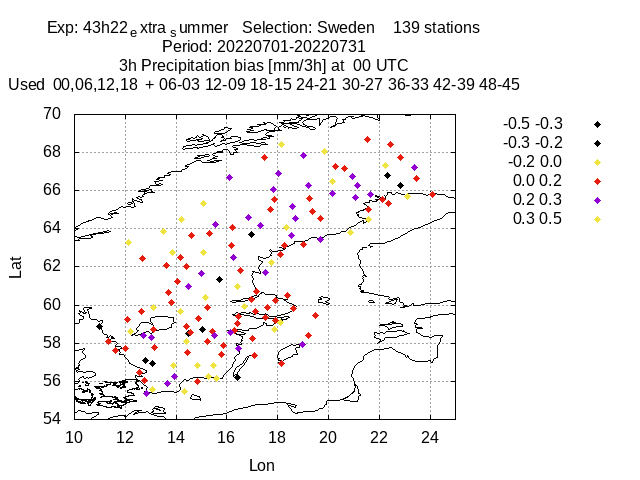 Exp: 43h22extrasummer   Selection: Sweden    139 stations
Period: 20220701-20220731
3h Precipitation bias [mm/3h] at  00 UTC
Used  00,06,12,18  + 06-03 12-09 18-15 24-21 30-27 36-33 42-39 48-45
-0.5 -0.3
-0.3 -0.2
-0.2 0.0
0.0 0.2
0.2 0.3
0.3 0.5
70
68
66
64
62
60
58
56
54
Lat
10 12 14 16 18 20 22 24
Lon